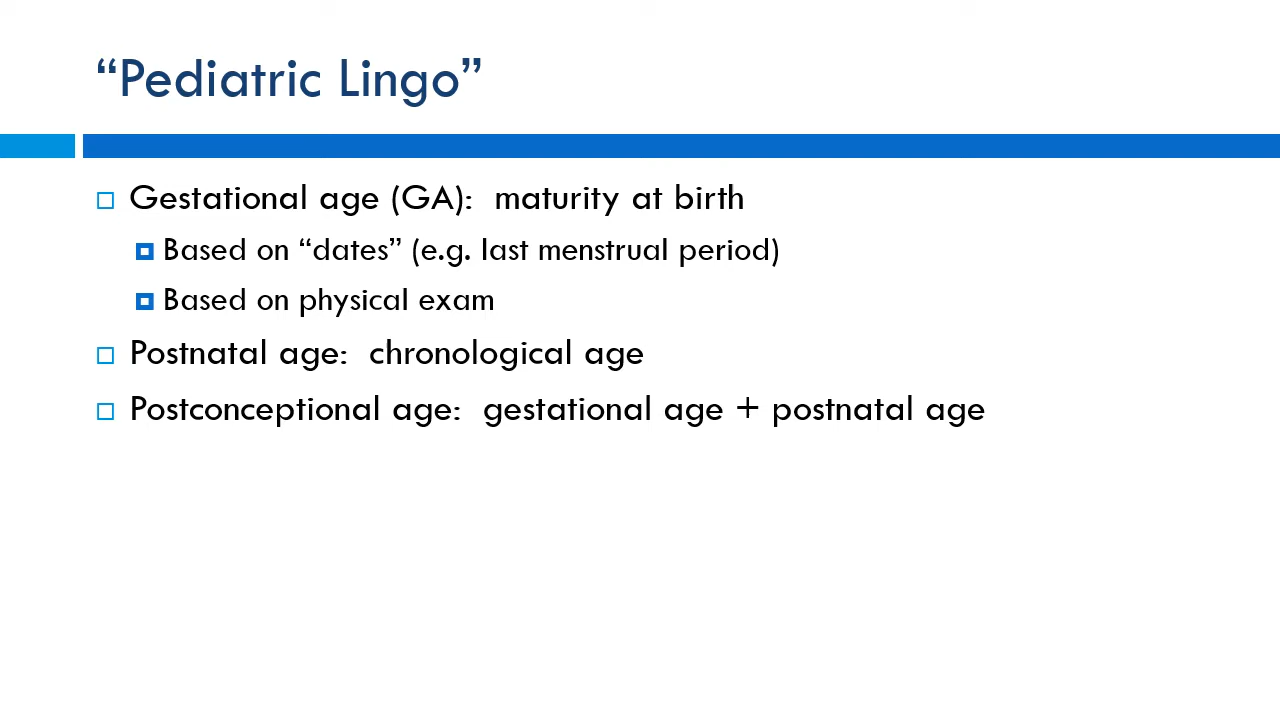 “Pediatric Lingo”
Gestational age (GA):  maturity at birth
Based on “dates” (e.g. last menstrual period)
Based on physical exam
Postnatal age:  chronological age
Postconceptional age:  gestational age + postnatal age